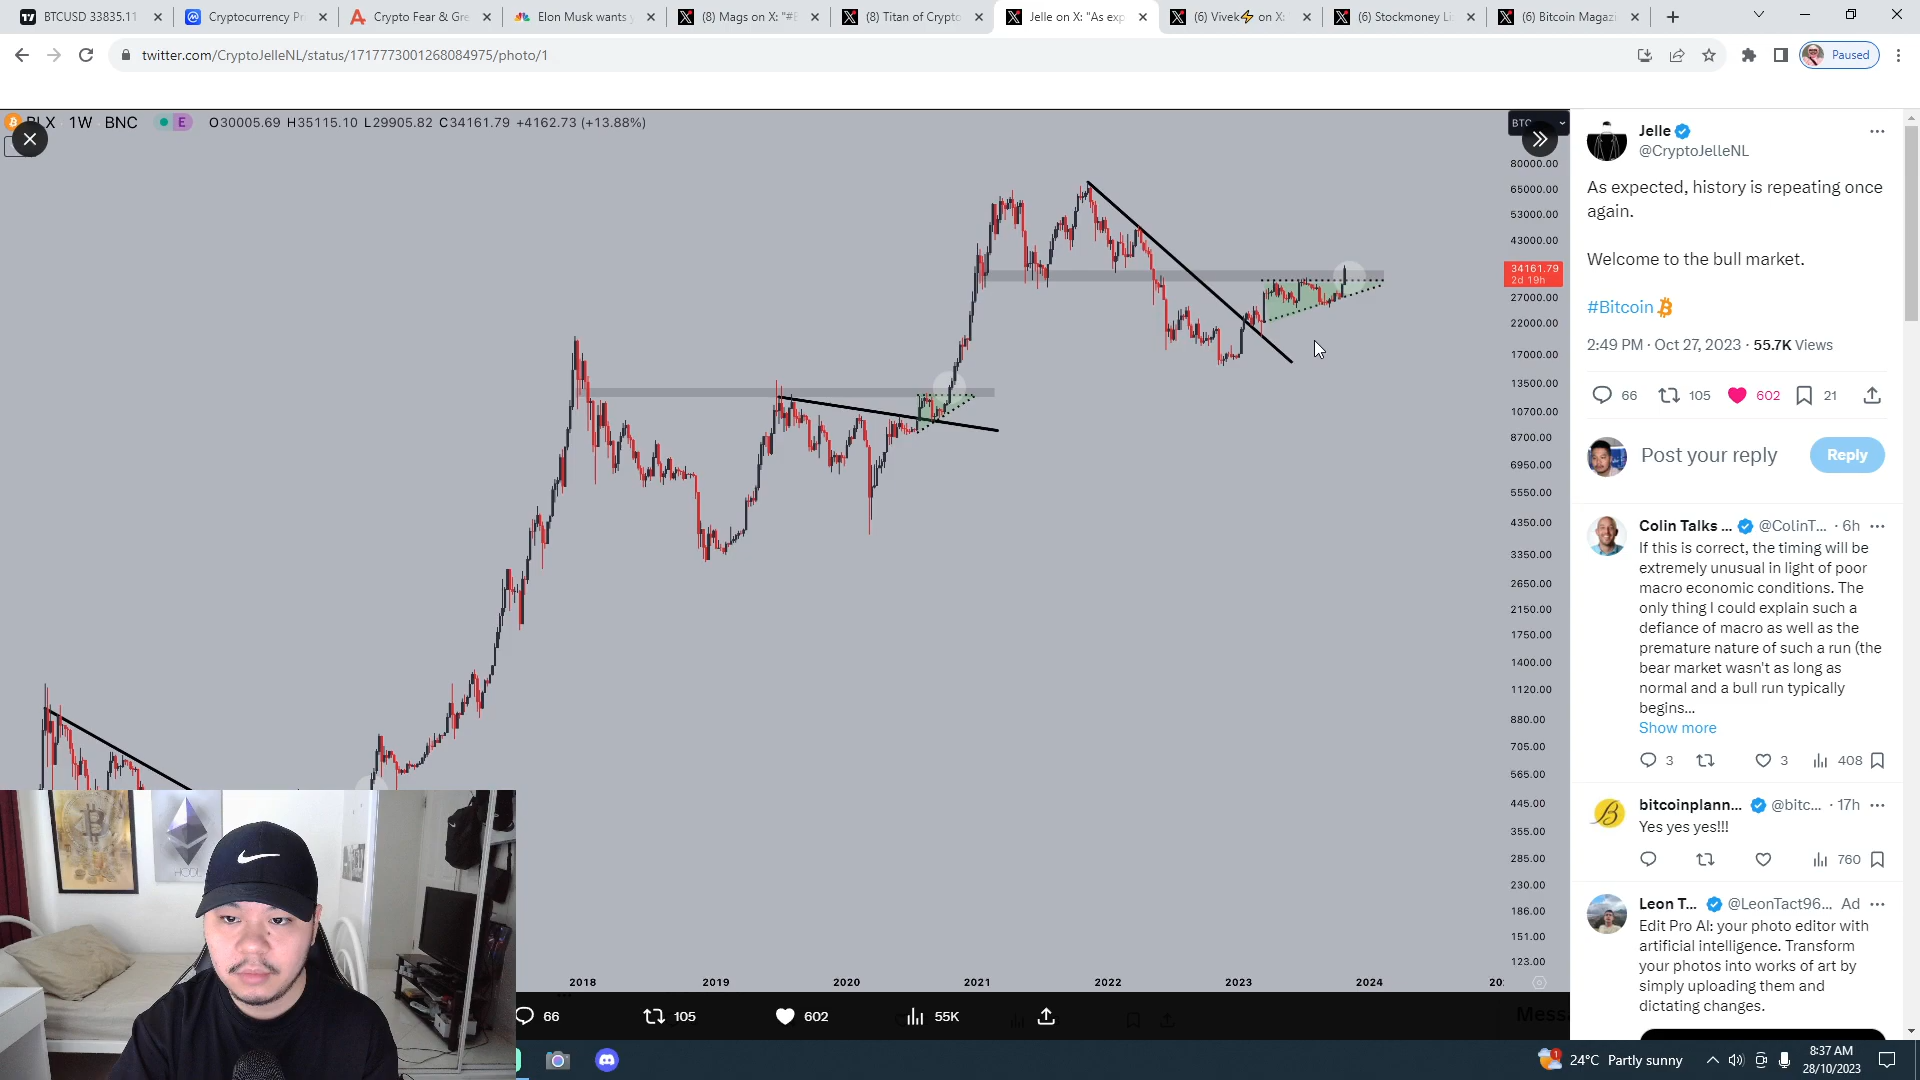 BTCUSD 33835.11
Cryptocurrency Pr
Crypto Fear & Gre
Elon Musk wants y
(8) Mags on X: "#B
(8) Titan of Crypto
Jelle on X: "As exp
(6) Vivek⚡ on X:
(6) Stockmoney Li
(6) Bitcoin Magazi
twitter.com/CryptoJelleNL/status/1717773001268084975/photo/1
Paused
BLX 1W BNC E O30005.69 H35115.10 L29905.82 C34161.79 +4162.73 (+13.88%)
BTC
80000.00
65000.00
53000.00
43000.00
34161.79
2d 19h
27000.00
22000.00
17000.00
13500.00
10700.00
8700.00
6950.00
5550.00
4350.00
3350.00
2650.00
2150.00
1750.00
1400.00
1120.00
880.00
705.00
565.00
445.00
355.00
285.00
230.00
186.00
151.00
123.00
2018 2019 2020 2021 2022 2023 2024 20
66 105 602 55K
Jelle
@CryptoJelleNL
As expected, history is repeating once
again.
Welcome to the bull market.
#Bitcoin
2:49 PM · Oct 27, 2023 · 55.7K Views
66 105 602 21
Post your reply
Reply
Colin Talks ... @ColinT... · 6h
If this is correct, the timing will be
extremely unusual in light of poor
macro economic conditions. The
only thing I could explain such a
defiance of macro as well as the
premature nature of such a run (the
bear market wasn't as long as
normal and a bull run typically
begins...
Show more
3 3 408
bitcoinplann... @bitc... · 17h
Yes yes yes!!!
760
Leon T... @LeonTact96... Ad
Edit Pro AI: your photo editor with
artificial intelligence. Transform
your photos into works of art by
simply uploading them and
dictating changes.
Mess
24°C Partly sunny
8:37 AM
28/10/2023